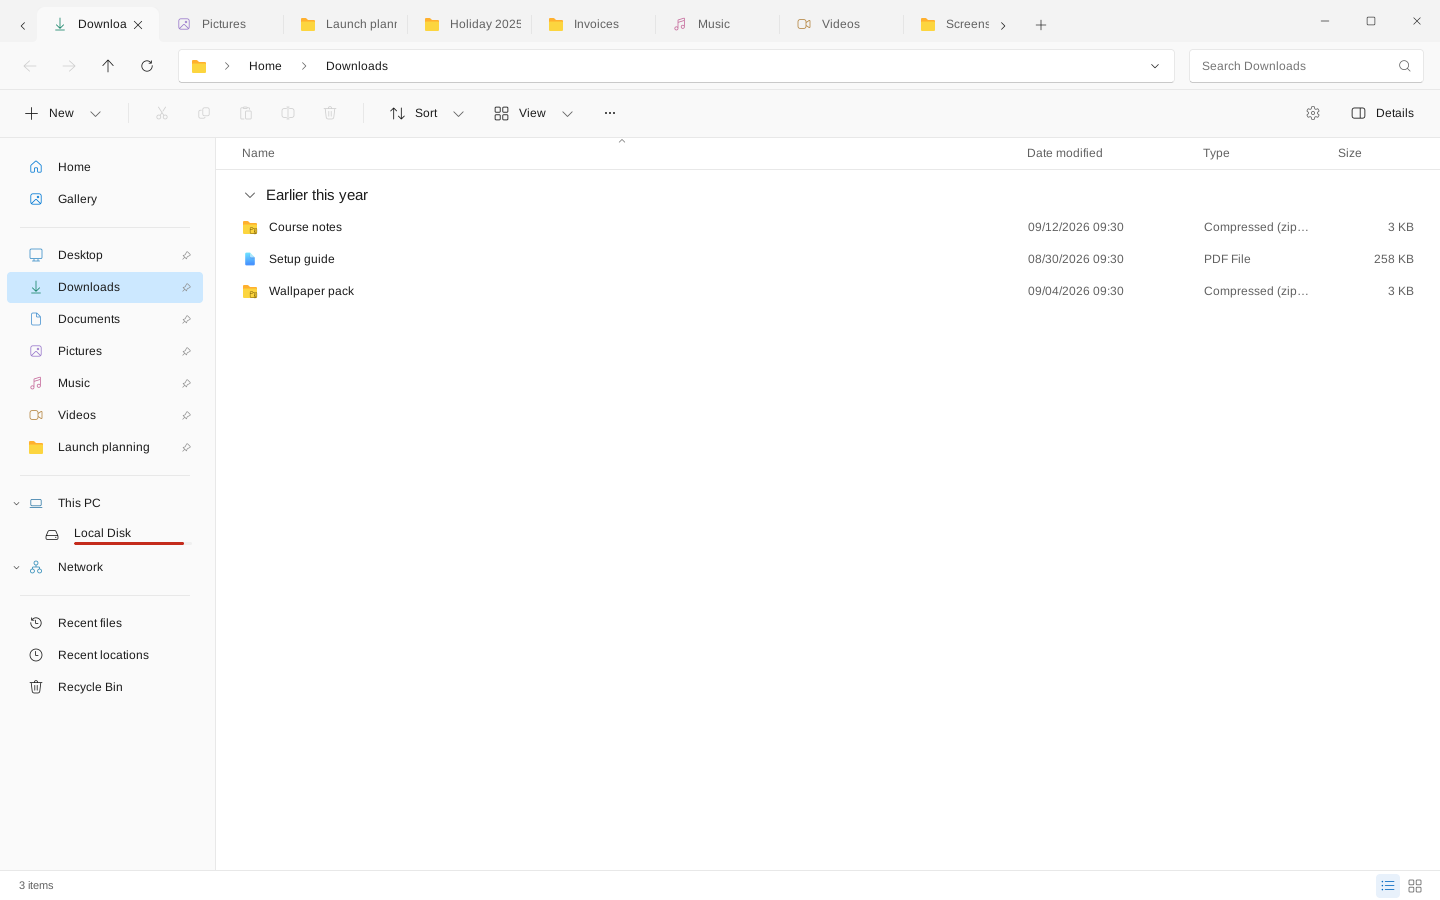 Downloa
Pictures
Launch plann
Holiday 2025
Invoices
Music
Videos
Screens
Home
Downloads
Search Downloads
New
Sort
View
Details
Name
Date modified
Type
Size
Home
Gallery
Desktop
Downloads
Documents
Pictures
Music
Videos
Launch planning
This PC
Local Disk
Network
Recent files
Recent locations
Recycle Bin
Earlier this year
Course notes 09/12/2026 09:30 Compressed (zip… 3 KB
Setup guide 08/30/2026 09:30 PDF File 258 KB
Wallpaper pack 09/04/2026 09:30 Compressed (zip… 3 KB
3 items